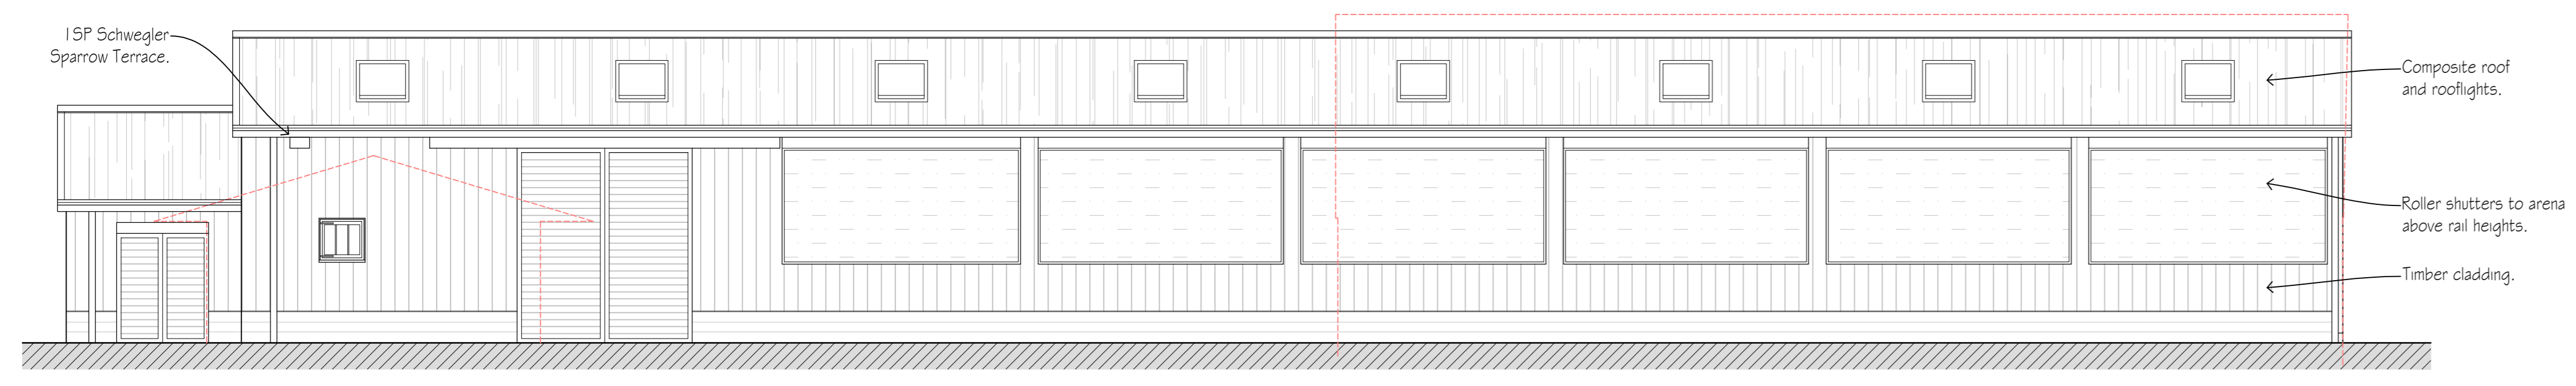 1SP Schwegler
Sparrow Terrace.
Composite roof
and rooflights.
Roller shutters to arena
above rail heights.
Timber cladding.